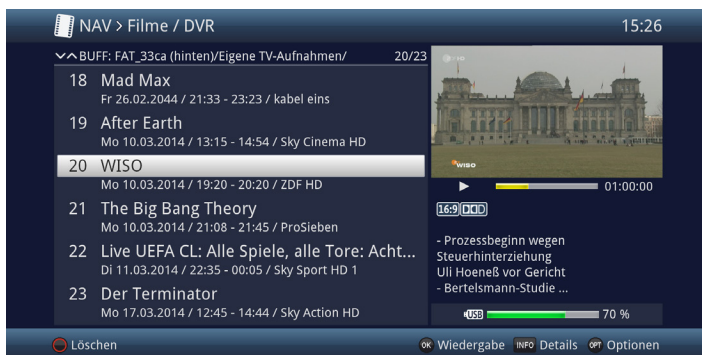 NAV > Filme / DVR
15:26
BUFF: FAT_33ca (hinten)/Eigene TV-Aufnahmen/ 20/23
18 Mad Max
Fr 26.02.2044 / 21:33 - 23:23 / kabel eins
19 After Earth
Mo 10.03.2014 / 13:15 - 14:54 / Sky Cinema HD
20 WISO
Mo 10.03.2014 / 19:20 - 20:20 / ZDF HD
21 The Big Bang Theory
Mo 10.03.2014 / 21:08 - 21:45 / ProSieben
22 Live UEFA CL: Alle Spiele, alle Tore: Acht...
Di 11.03.2014 / 22:35 - 00:05 / Sky Sport HD 1
23 Der Terminator
Mo 17.03.2014 / 12:45 - 14:44 / Sky Action HD
WISO
01:00:00
16:9
- Prozessbeginn wegen
Steuerhinterziehung
Uli Hoeneß vor Gericht
- Bertelsmann-Studie ...
USB 70 %
Löschen
OK Wiedergabe INFO Details OPT Optionen